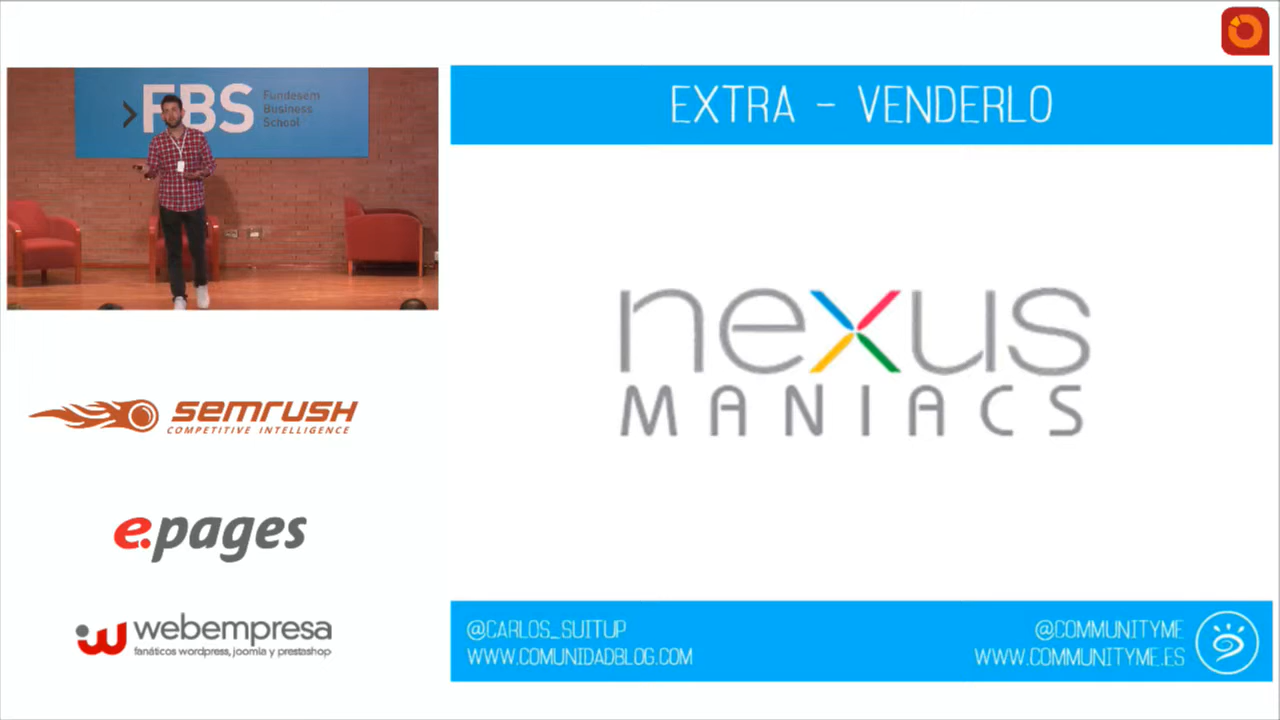 >FBS
Fundesem
Business
School
EXTRA - VENDERLO
nexus
MANIACS
SEMRUSH
COMPETITIVE INTELLIGENCE
e.pages
webempresa
fanáticos wordpress, joomla y prestashop
@CARLOS_SUITUP
WWW.COMUNIDADBLOG.COM
@COMMUNITYME
WWW.COMMUNITYME.ES